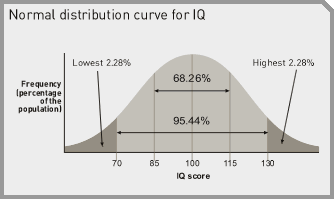 Normal distribution curve for IQ
Lowest 2.28%
Highest 2.28%
68.26%
95.44%
Frequency
(percentage
of the
population)
70 85 100 115 130
IQ score